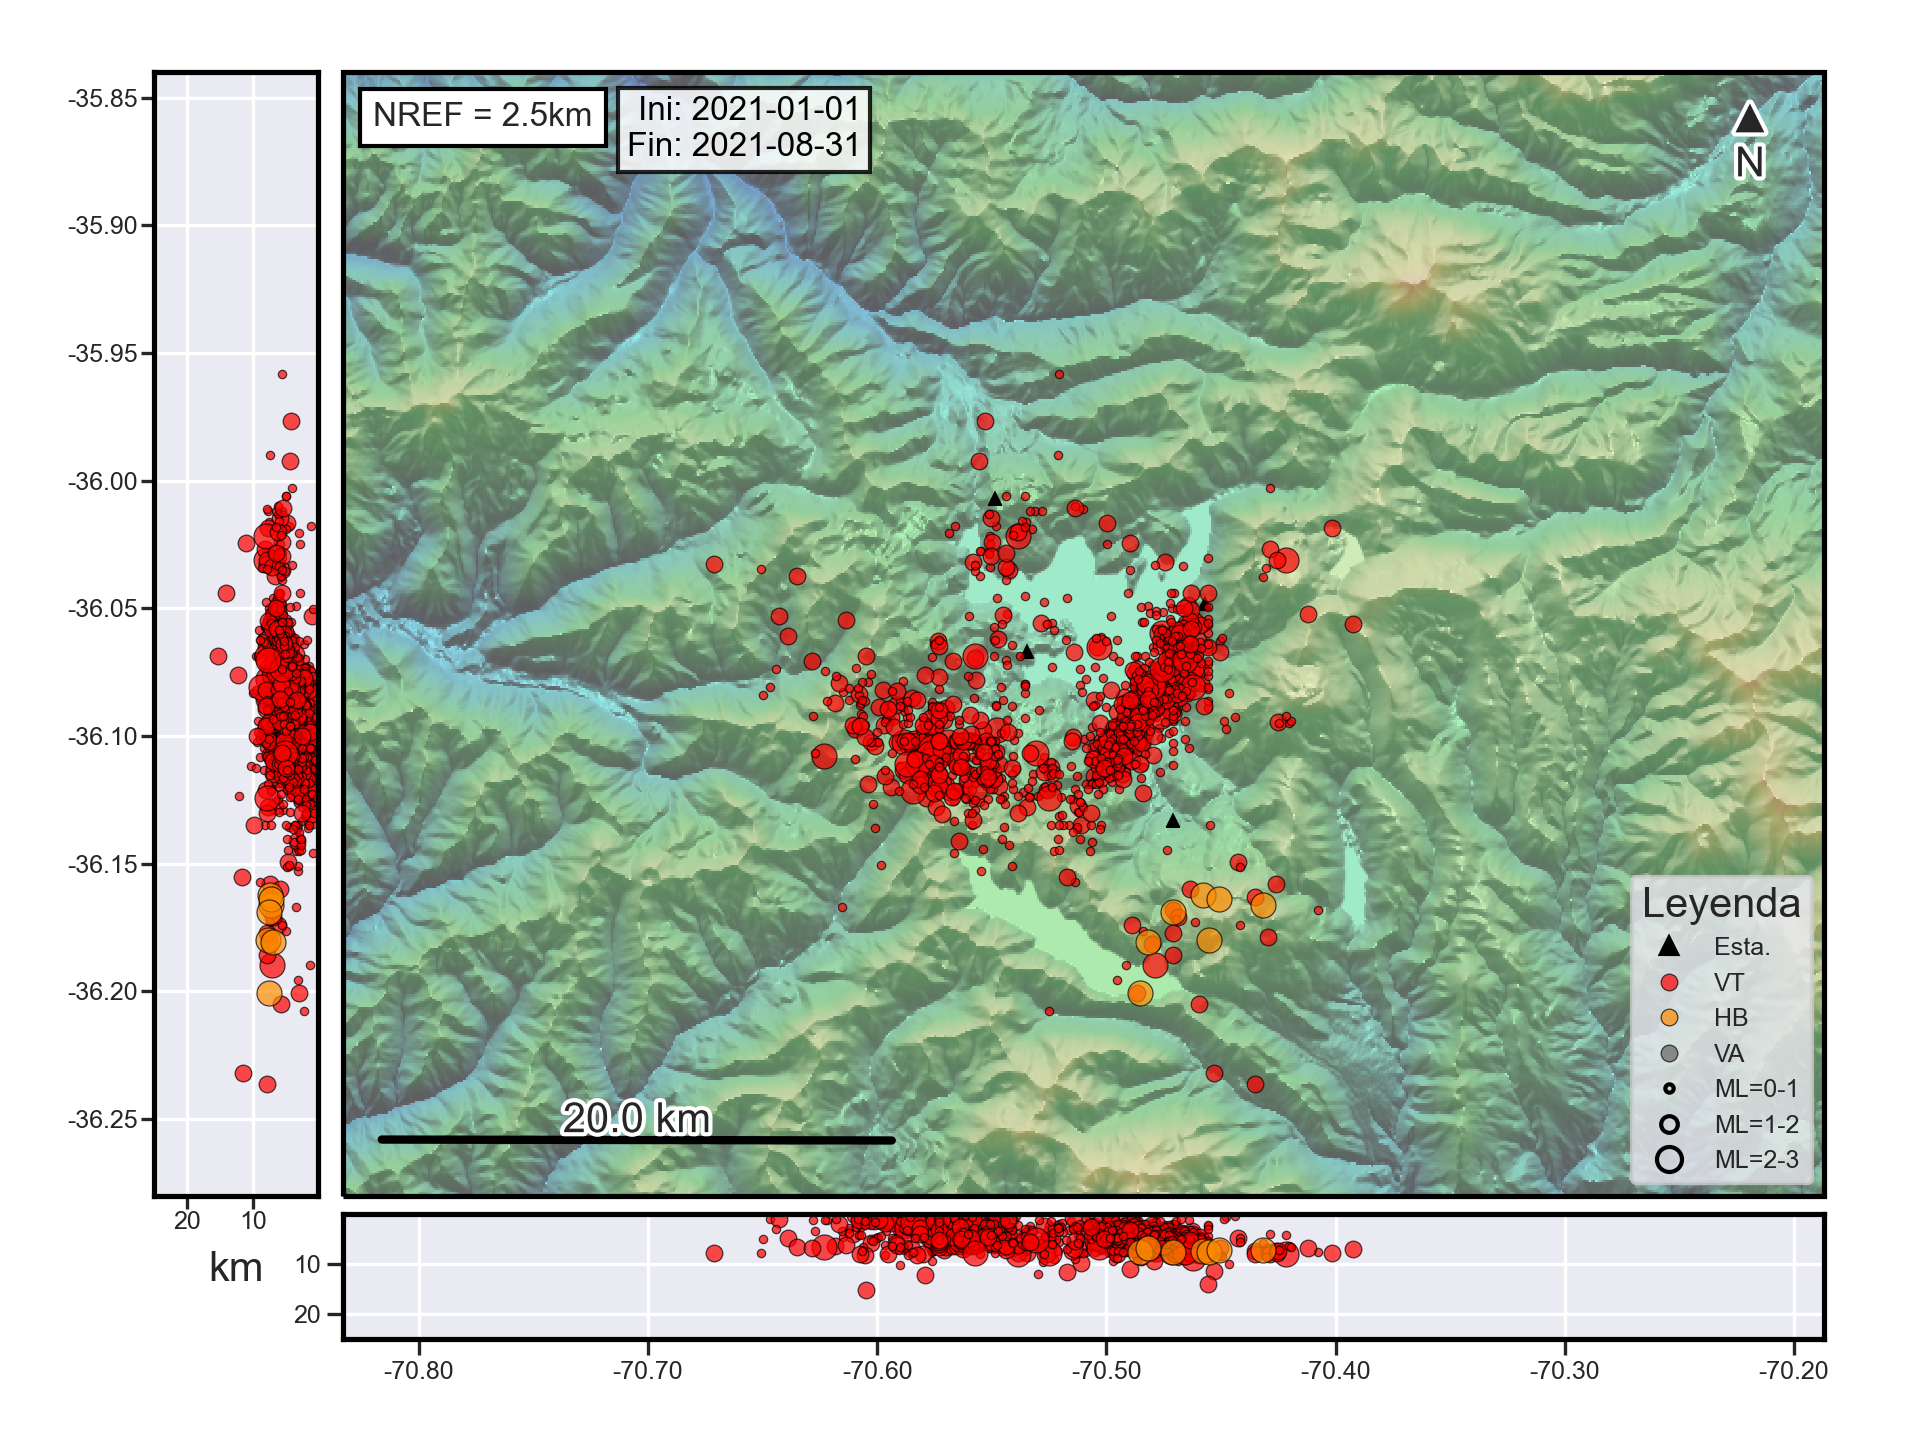 NREF = 2.5km
Ini: 2021-01-01
Fin: 2021-08-31
N
-35.85
-35.90
-35.95
-36.00
-36.05
-36.10
-36.15
-36.20
-36.25
20 10
km
20.0 km
Leyenda
Esta.
VT
HB
VA
ML=0-1
ML=1-2
ML=2-3
10
20
-70.80 -70.70 -70.60 -70.50 -70.40 -70.30 -70.20